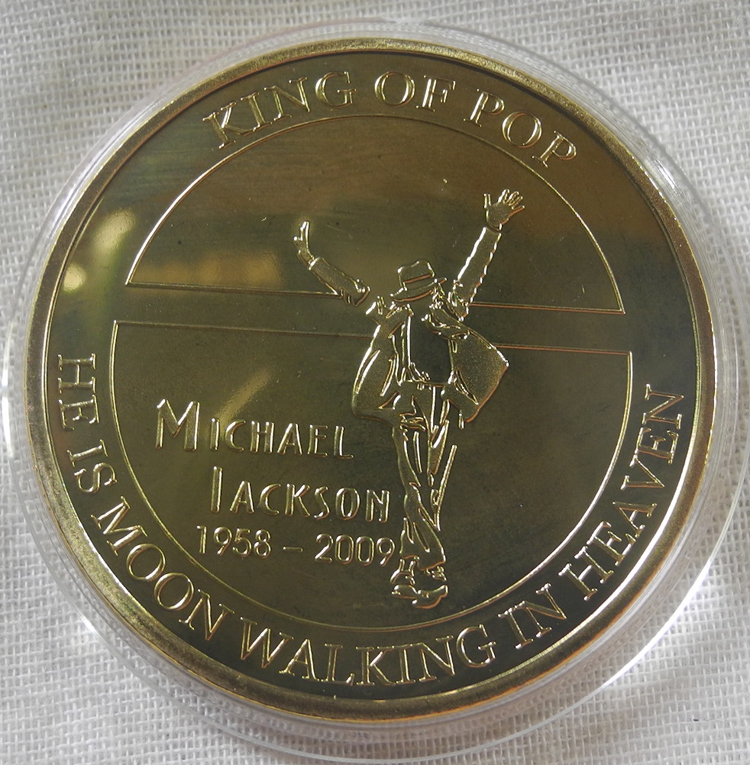 KING OF POP
MICHAEL
JACKSON
1958 - 2009
HE IS MOON WALKING IN HEAVEN